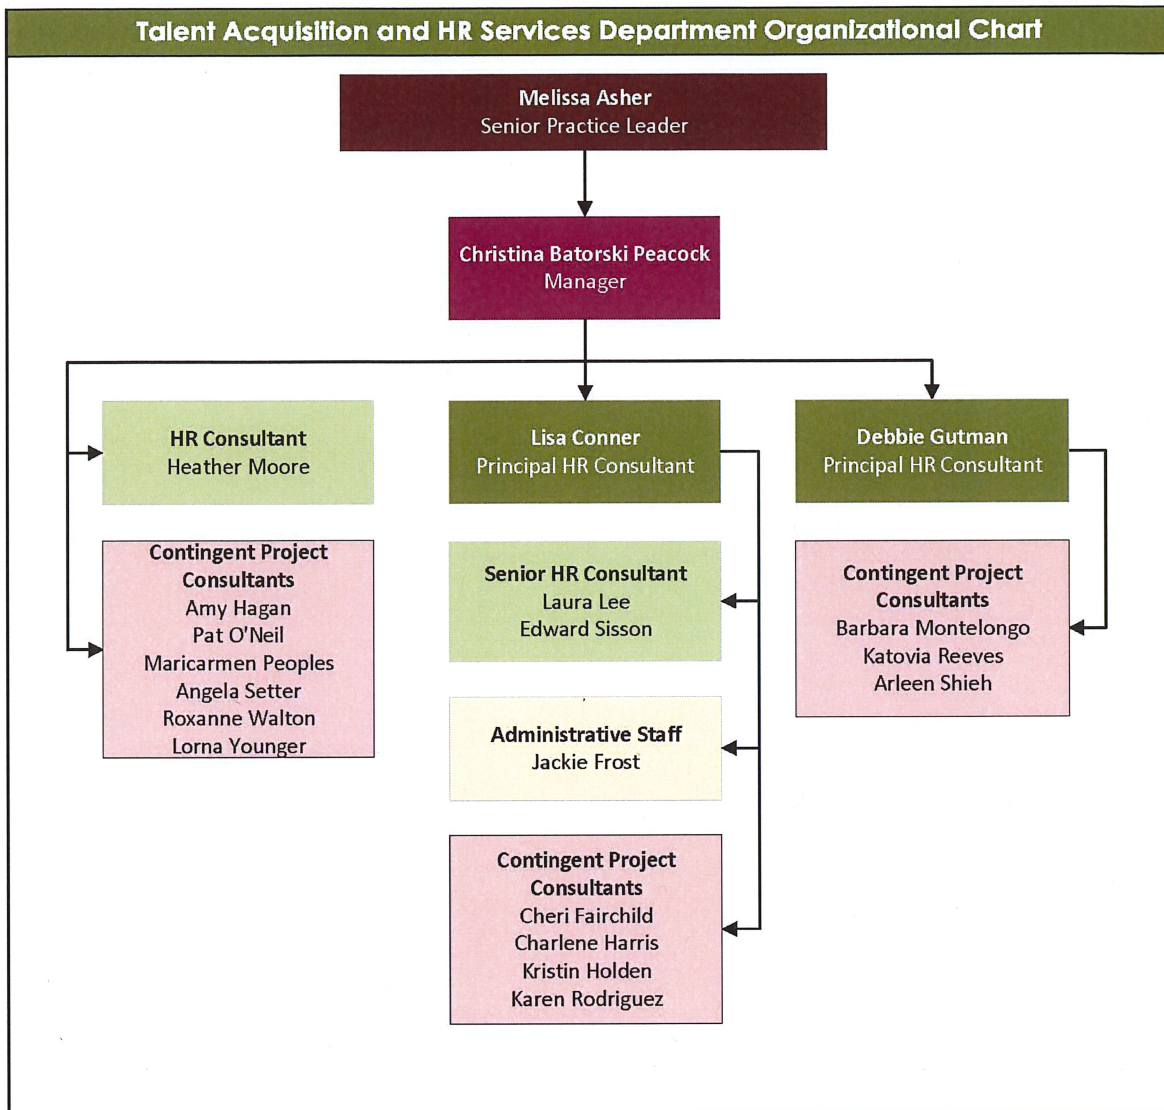 Talent Acquisition and HR Services Department Organizational Chart
Melissa Asher
Senior Practice Leader
Christina Batorski Peacock
Manager
HR Consultant
Heather Moore
Contingent Project
Consultants
Amy Hagan
Pat O'Neil
Maricarmen Peoples
Angela Setter
Roxanne Walton
Lorna Younger
Lisa Conner
Principal HR Consultant
Senior HR Consultant
Laura Lee
Edward Sisson
Administrative Staff
Jackie Frost
Contingent Project
Consultants
Cheri Fairchild
Charlene Harris
Kristin Holden
Karen Rodriguez
Debbie Gutman
Principal HR Consultant
Contingent Project
Consultants
Barbara Montelongo
Katovia Reeves
Arleen Shieh